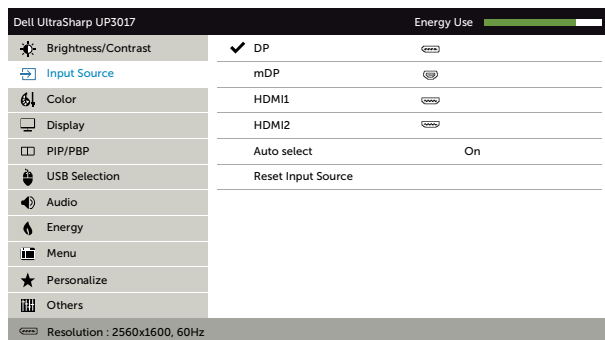 Dell UltraSharp UP3017 Energy Use
Brightness/Contrast DP
Input Source mDP
Color HDMI1
Display HDMI2
PIP/PBP Auto select On
USB Selection Reset Input Source
Audio
Energy
Menu
Personalize
Others
Resolution : 2560x1600, 60Hz